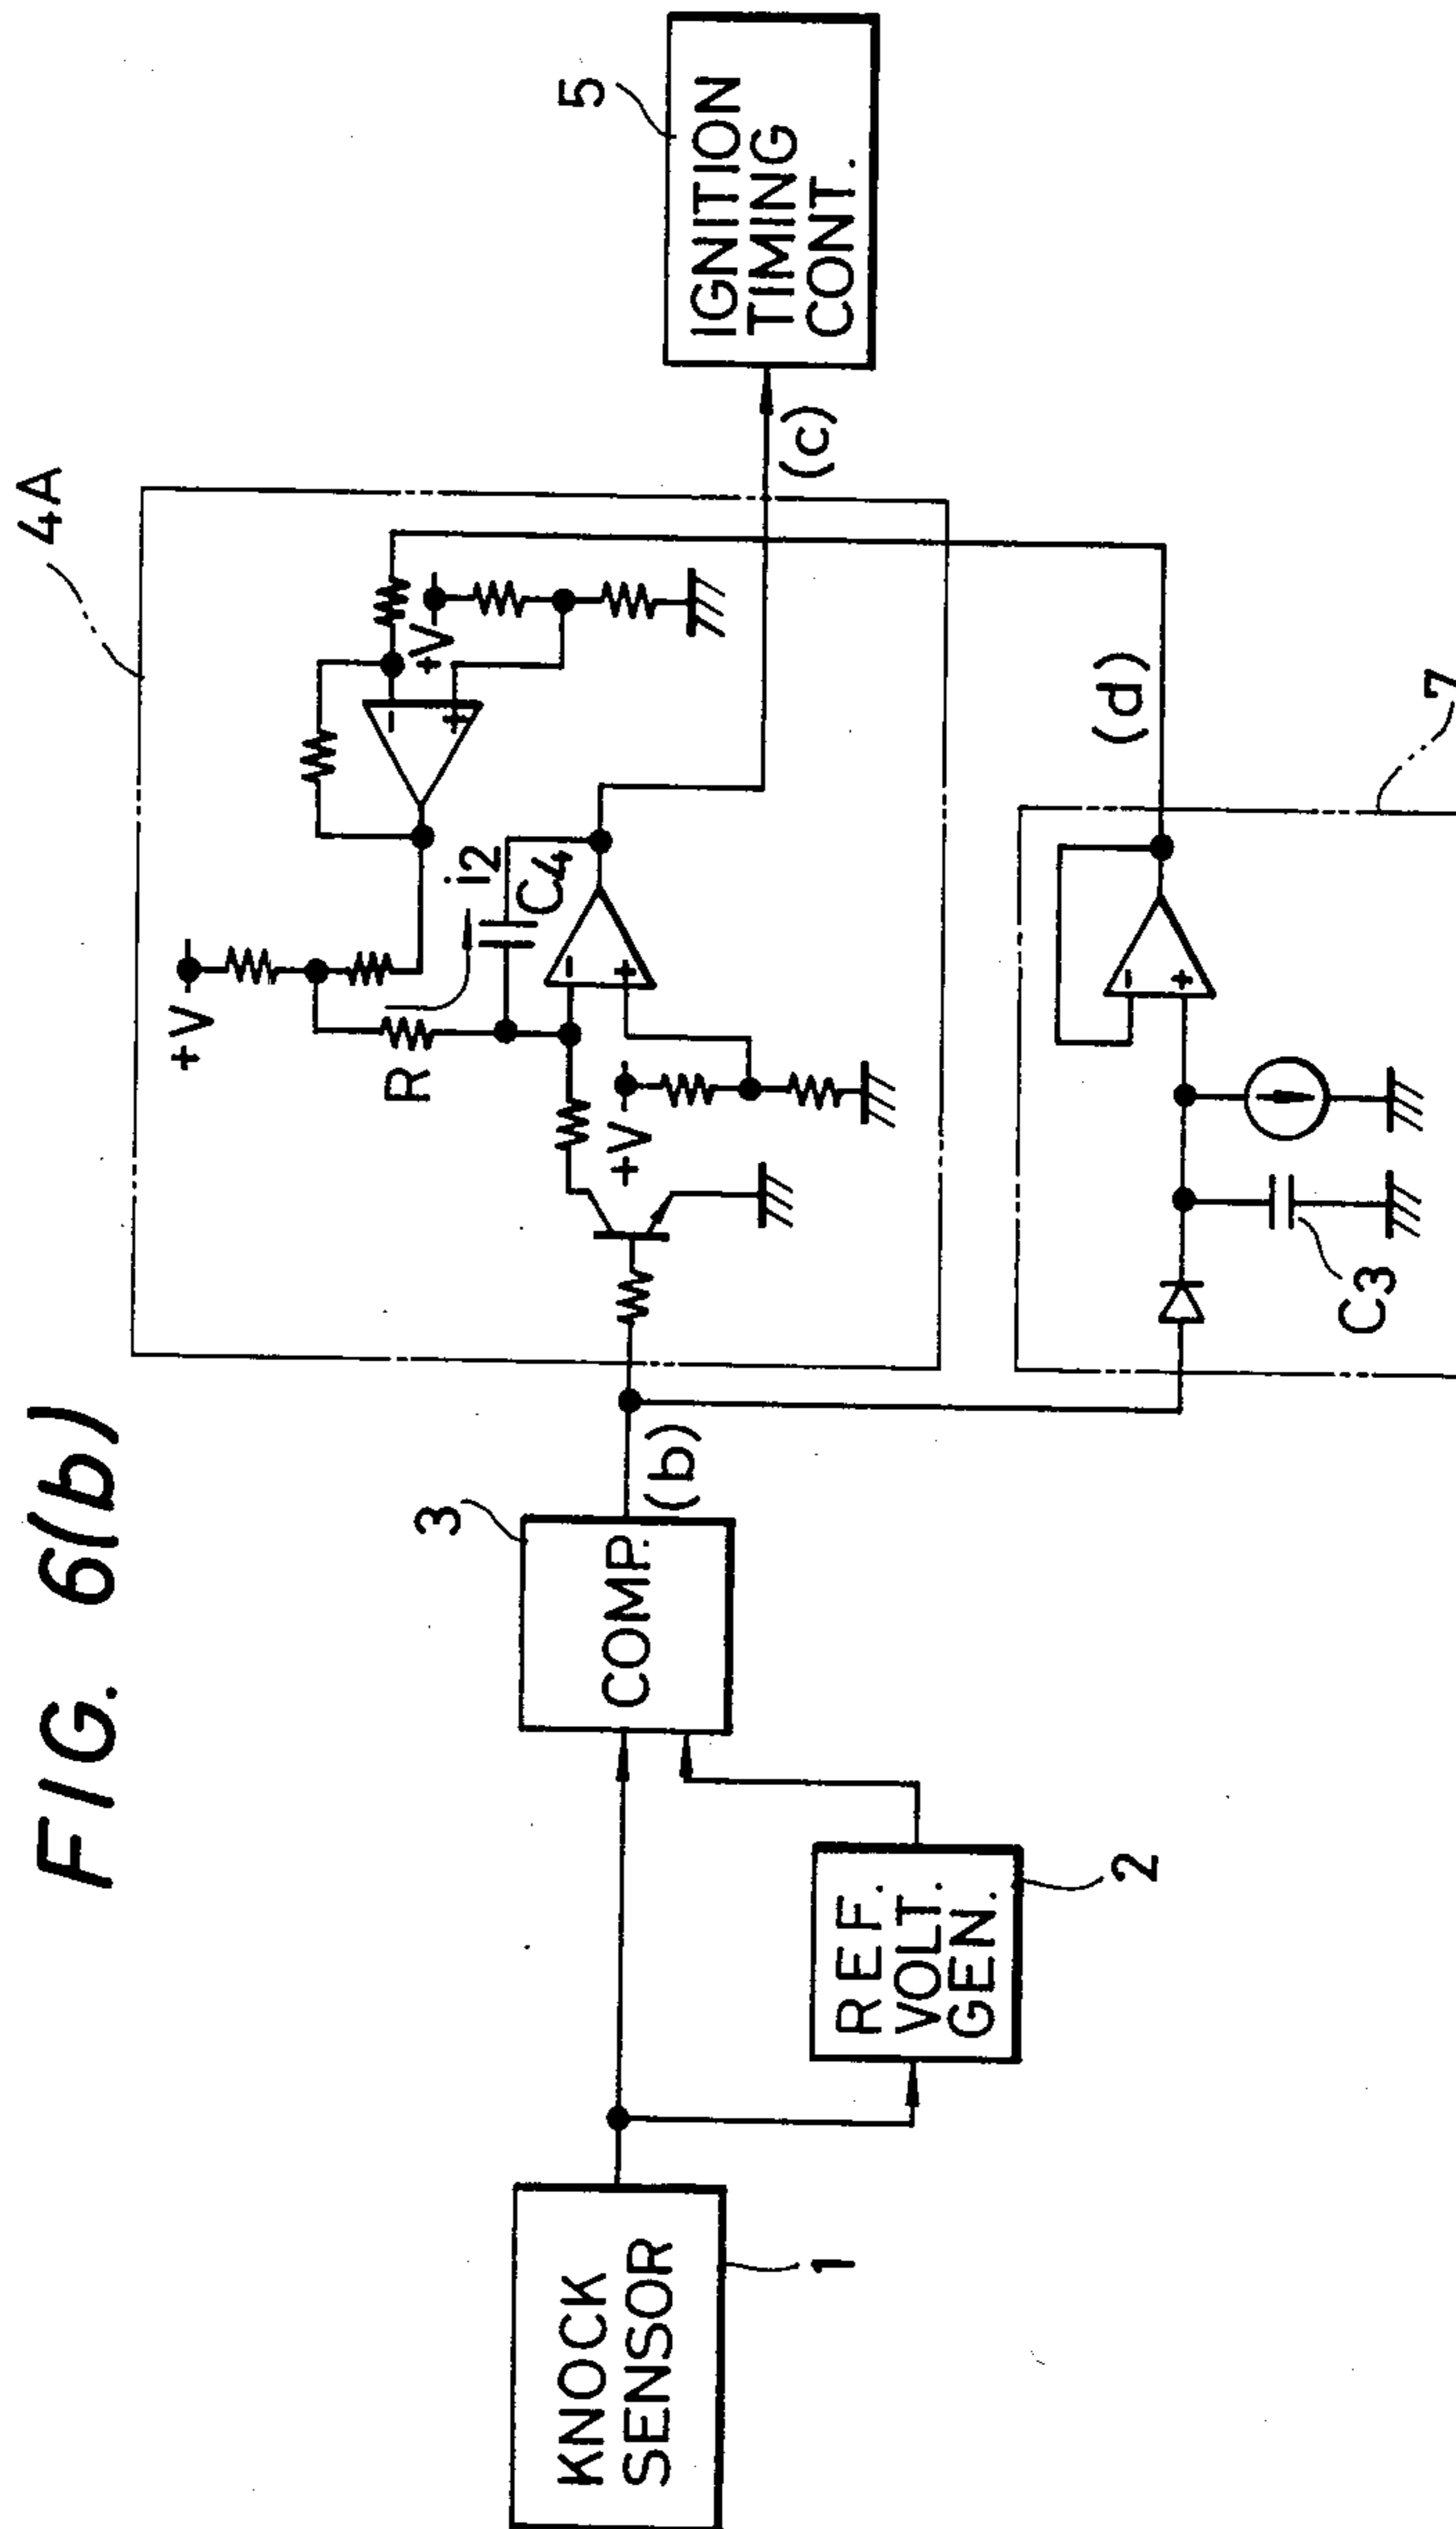 FIG. 6(b)
KNOCK
SENSOR
1
REF.
VOLT.
GEN.
2
COMP.
3
(b)
4A
+V
R
i2
C4
-
+
+V
-
+
+V
(c)
IGNITION
TIMING
CONT.
5
C3
-
+
(d)
7